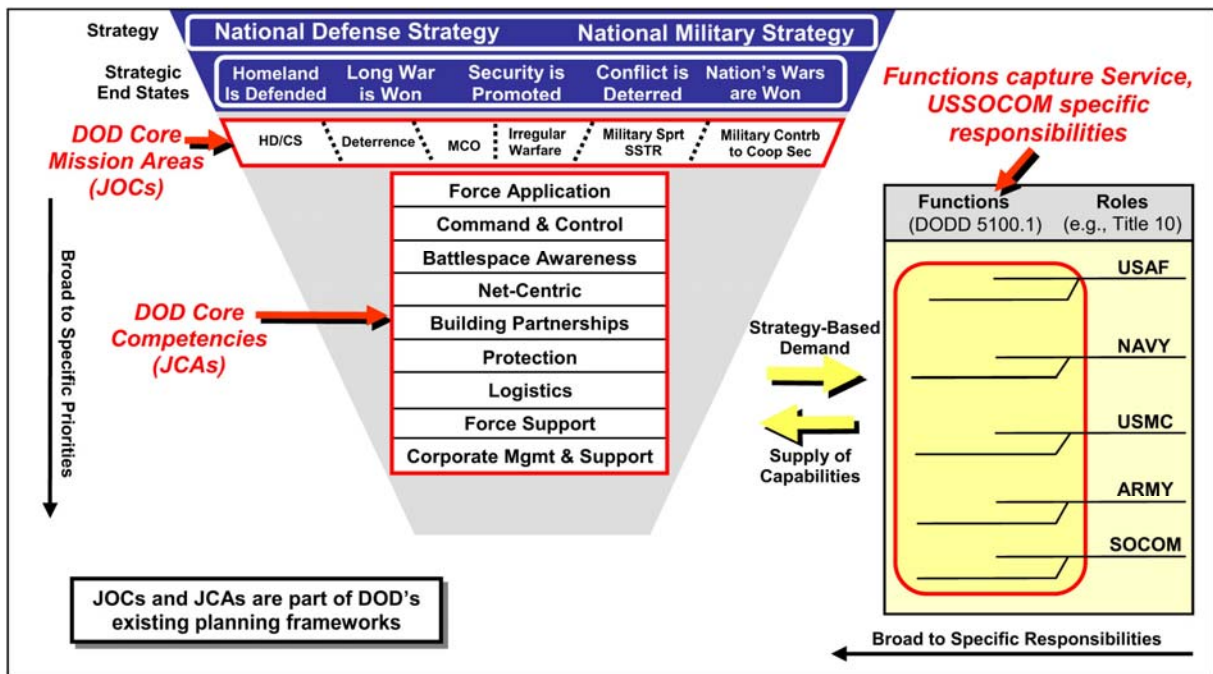 Strategy
National Defense Strategy National Military Strategy
Strategic
End States
Homeland
Is Defended
Long War
is Won
Security is
Promoted
Conflict is
Deterred
Nation's Wars
are Won
DOD Core
Mission Areas
(JOCs)
HD/CS
Deterrence
MCO
Irregular
Warfare
Military Sprt
SSTR
Military Contrb
to Coop Sec
Broad to Specific Priorities
DOD Core
Competencies
(JCAs)
Force Application
Command & Control
Battlespace Awareness
Net-Centric
Building Partnerships
Protection
Logistics
Force Support
Corporate Mgmt & Support
Strategy-Based
Demand
Supply of
Capabilities
Functions capture Service,
USSOCOM specific
responsibilities
Functions
(DODD 5100.1)
Roles
(e.g., Title 10)
USAF
NAVY
USMC
ARMY
SOCOM
Broad to Specific Responsibilities
JOCs and JCAs are part of DOD's
existing planning frameworks